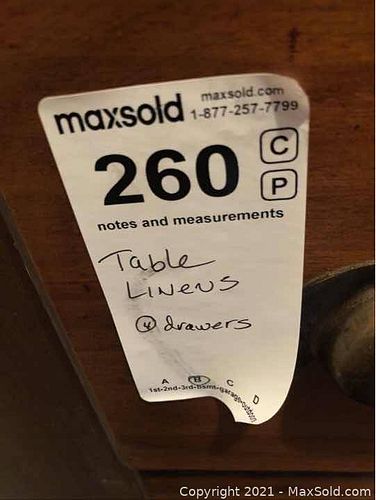 maxsold maxsold.com
1-877-257-7799
260 C
P
notes and measurements
Table
Linens
④ drawers
A B C D
1st-2nd-3rd-bsmt-garage-outdoor
Copyright 2021 - MaxSold.com